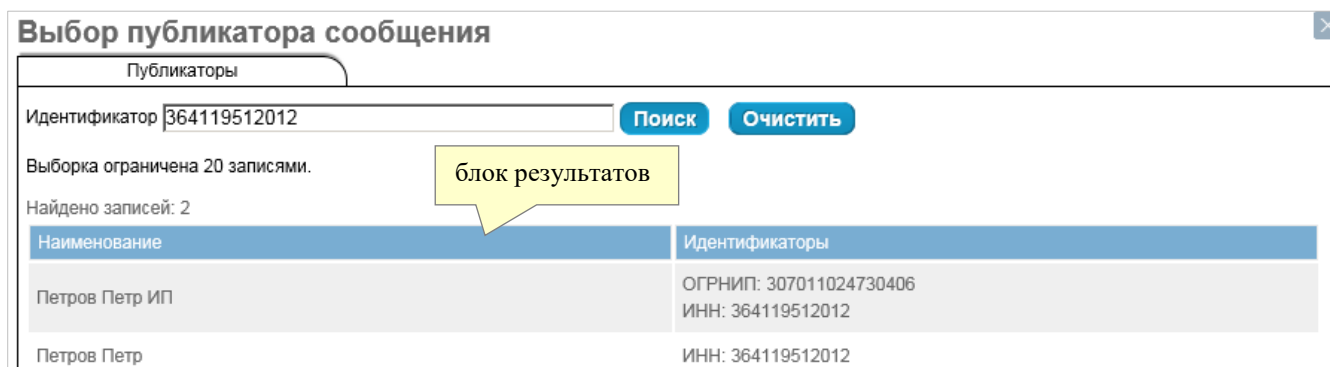 Выбор публикатора сообщения
Публикаторы
Идентификатор 364119512012 Поиск Очистить
Выборка ограничена 20 записями.
блок результатов
Найдено записей: 2
Наименование Идентификаторы
Петров Петр ИП
ОГРНИП: 307011024730406
ИНН: 364119512012
Петров Петр ИНН: 364119512012